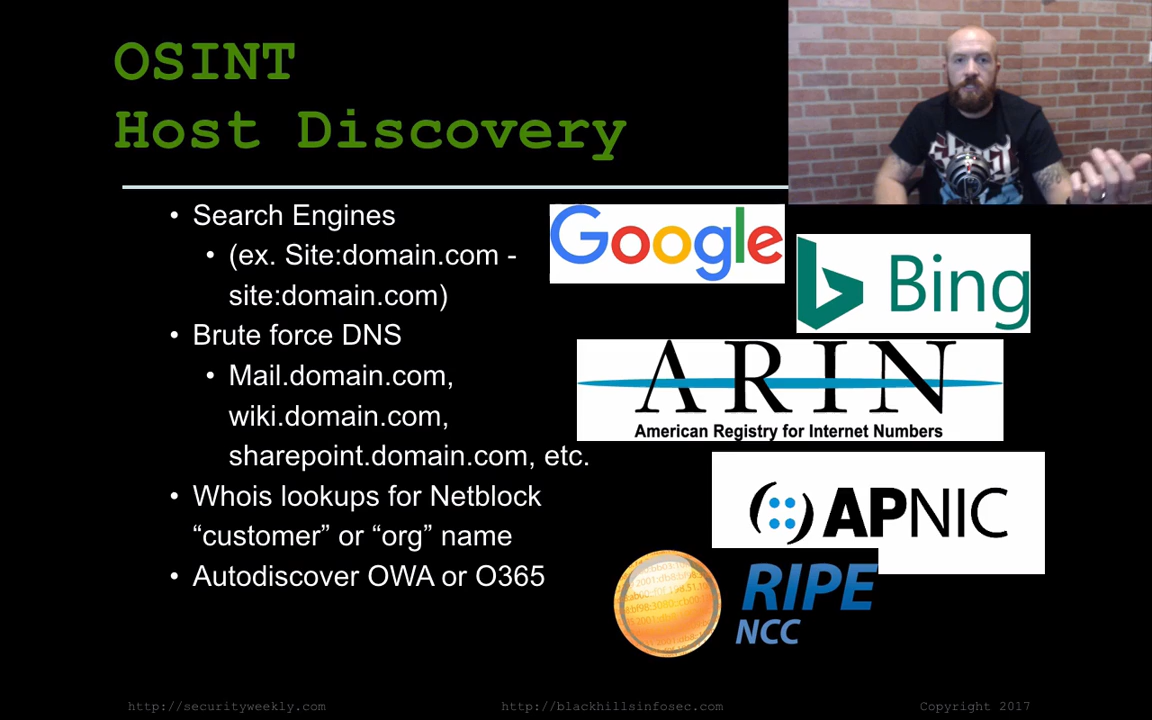 OSINT
Host Discovery
• Search Engines
• (ex. Site:domain.com -
site:domain.com)
• Brute force DNS
• Mail.domain.com,
wiki.domain.com,
sharepoint.domain.com, etc.
• Whois lookups for Netblock
“customer” or “org” name
• Autodiscover OWA or O365
Google
Bing
ARIN
American Registry for Internet Numbers
APNIC
RIPE
NCC
http://securityweekly.com
http://blackhillsinfosec.com
Copyright 2017